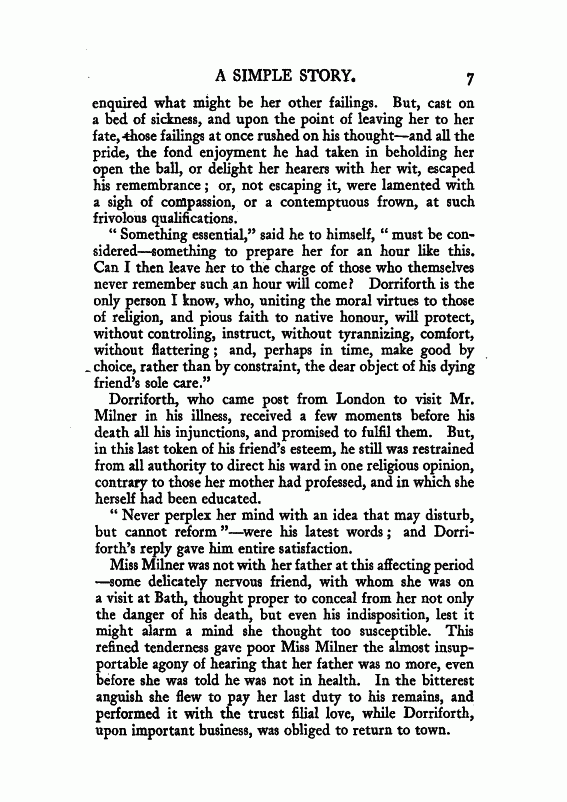 A SIMPLE STORY. 7
enquired what might be her other failings. But, cast on
a bed of sickness, and upon the point of leaving her to her
fate, those failings at once rushed on his thought—and all the
pride, the fond enjoyment he had taken in beholding her
open the ball, or delight her hearers with her wit, escaped
his remembrance ; or, not escaping it, were lamented with
a sigh of compassion, or a contemptuous frown, at such
frivolous qualifications.
“ Something essential,” said he to himself, “ must be con-
sidered—something to prepare her for an hour like this.
Can I then leave her to the charge of those who themselves
never remember such an hour will come? Dorriforth is the
only person I know, who, uniting the moral virtues to those
of religion, and pious faith to native honour, will protect,
without controling, instruct, without tyrannizing, comfort,
without flattering ; and, perhaps in time, make good by
choice, rather than by constraint, the dear object of his dying
friend’s sole care.”
Dorriforth, who came post from London to visit Mr.
Milner in his illness, received a few moments before his
death all his injunctions, and promised to fulfil them. But,
in this last token of his friend’s esteem, he still was restrained
from all authority to direct his ward in one religious opinion,
contrary to those her mother had professed, and in which she
herself had been educated.
“ Never perplex her mind with an idea that may disturb,
but cannot reform ”—were his latest words ; and Dorri-
forth’s reply gave him entire satisfaction.
Miss Milner was not with her father at this affecting period
—some delicately nervous friend, with whom she was on
a visit at Bath, thought proper to conceal from her not only
the danger of his death, but even his indisposition, lest it
might alarm a mind she thought too susceptible. This
refined tenderness gave poor Miss Milner the almost insup-
portable agony of hearing that her father was no more, even
before she was told he was not in health. In the bitterest
anguish she flew to pay her last duty to his remains, and
performed it with the truest filial love, while Dorriforth,
upon important business, was obliged to return to town.